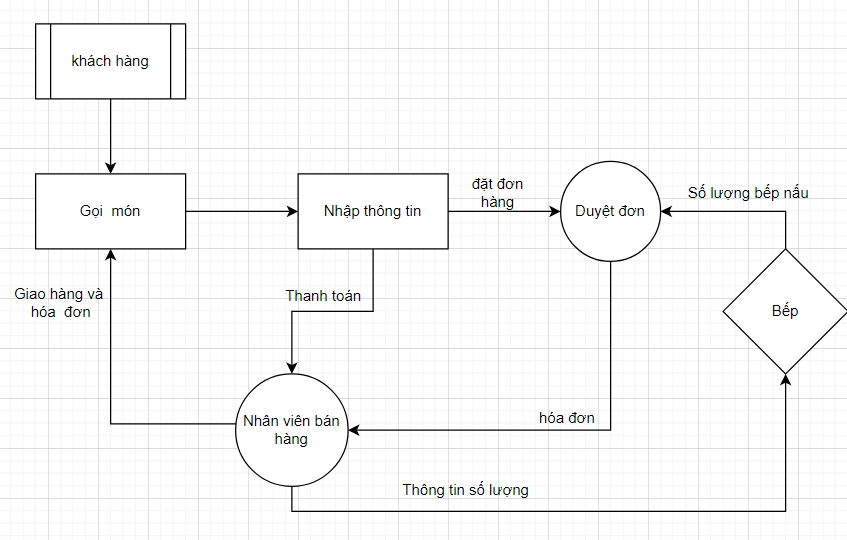 khách hàng
Gọi món
Nhập thông tin
đặt đơn
hàng
Duyệt đơn
Số lượng bếp nấu
Giao hàng và
hóa đơn
Thanh toán
Bếp
Nhân viên bán
hàng
hóa đơn
Thông tin số lượng